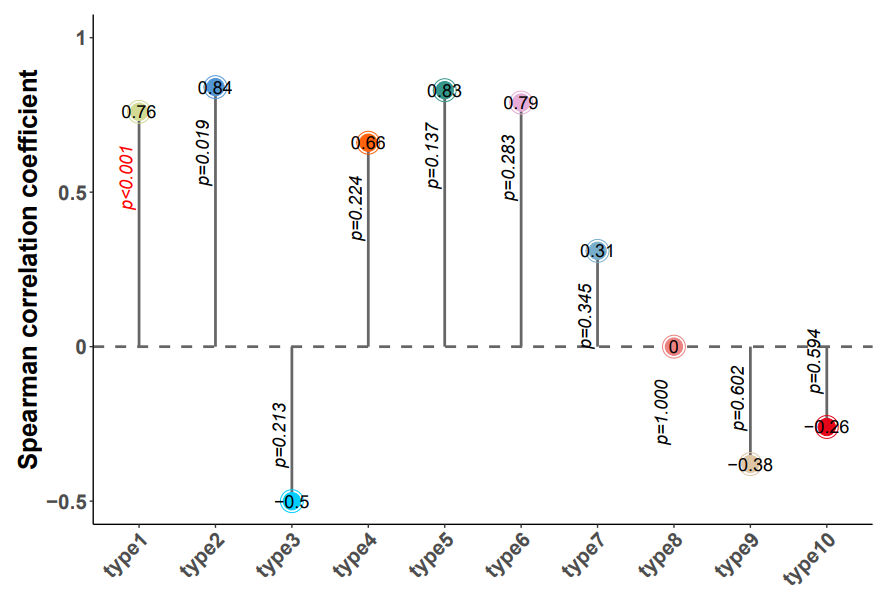 Spearman correlation coefficient
1
0.5
0
−0.5
0.76
p<0.001
0.84
p=0.019
−0.5
p=0.213
0.66
p=0.224
0.83
p=0.137
0.79
p=0.283
0.31
p=0.345
0
p=1.000
−0.38
p=0.602
−0.26
p=0.594
type1
type2
type3
type4
type5
type6
type7
type8
type9
type10